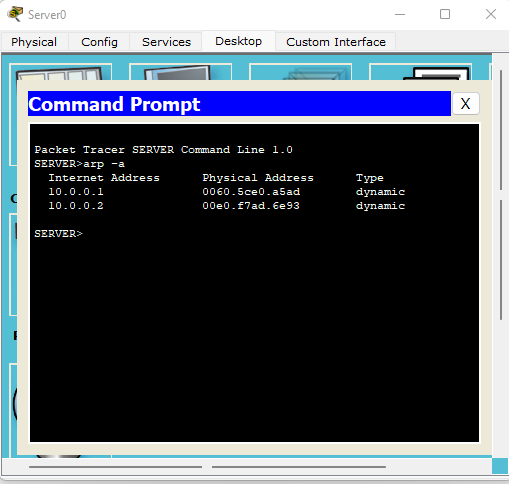 Server0
Physical Config Services Desktop Custom Interface
Command Prompt X
Packet Tracer SERVER Command Line 1.0
SERVER>arp -a
Internet Address Physical Address Type
10.0.0.1 0060.5ce0.a5ad dynamic
10.0.0.2 00e0.f7ad.6e93 dynamic
SERVER>